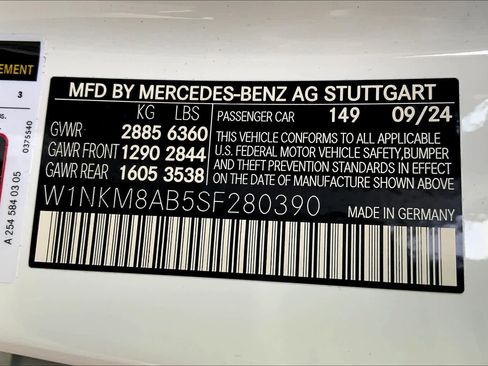 EMENT
3
0375S40
A 254 584 03 05
MFD BY MERCEDES-BENZ AG STUTTGART
KG LBS
GVWR 2885 6360
GAWR FRONT 1290 2844
GAWR REAR 1605 3538
PASSENGER CAR 149 09/24
THIS VEHICLE CONFORMS TO ALL APPLICABLE
U.S. FEDERAL MOTOR VEHICLE SAFETY,BUMPER
AND THEFT PREVENTION STANDARDS IN EFFECT
ON THE DATE OF MANUFACTURE SHOWN ABOVE
W1NKM8AB5SF280390
MADE IN GERMANY